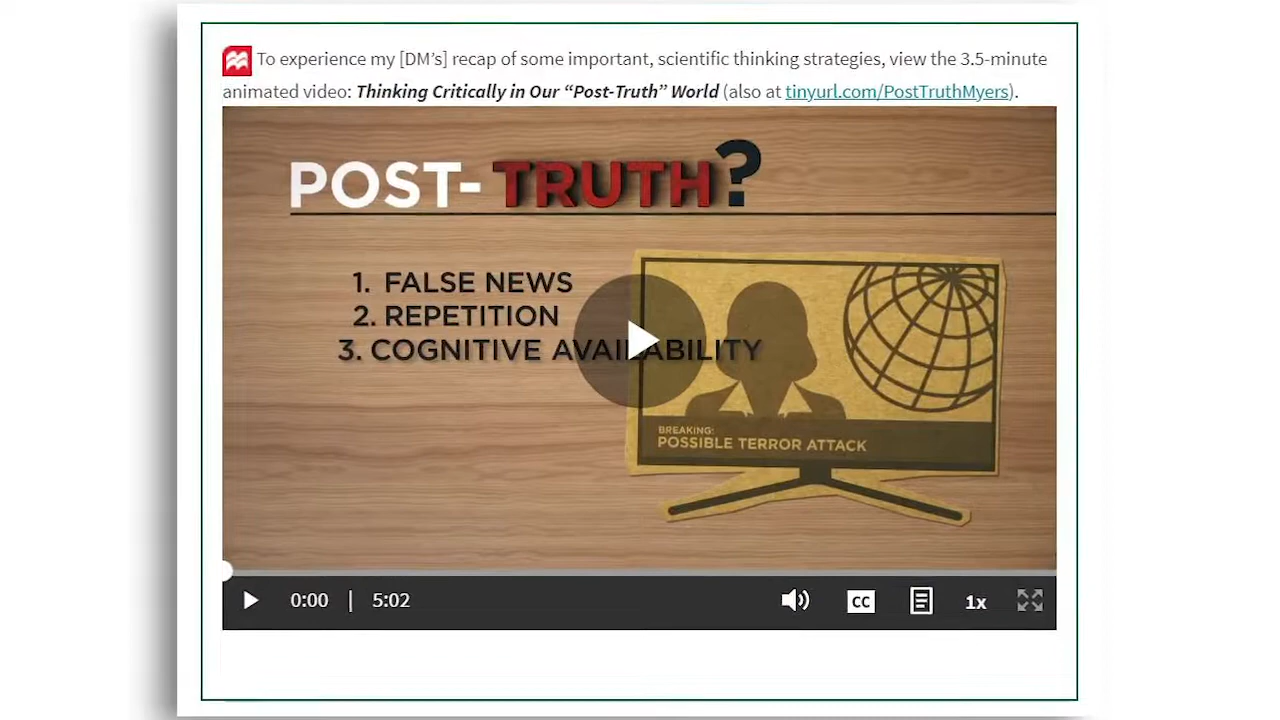 To experience my [DM’s] recap of some important, scientific thinking strategies, view the 3.5-minute
animated video: Thinking Critically in Our “Post-Truth” World (also at tinyurl.com/PostTruthMyers).
POST-TRUTH?
1. FALSE NEWS
2. REPETITION
3. COGNITIVE AVAILABILITY
BREAKING:
POSSIBLE TERROR ATTACK
0:00 | 5:02
CC
1x